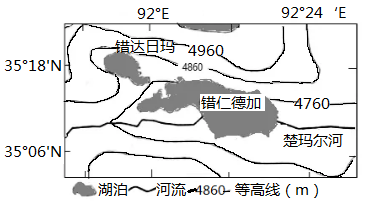 92°E 92°24 ‘E
错达日玛 4960
35°18'N 4860
错仁德加 4760
楚玛尔河
35°06'N
湖泊 河流 4860 等高线（m）